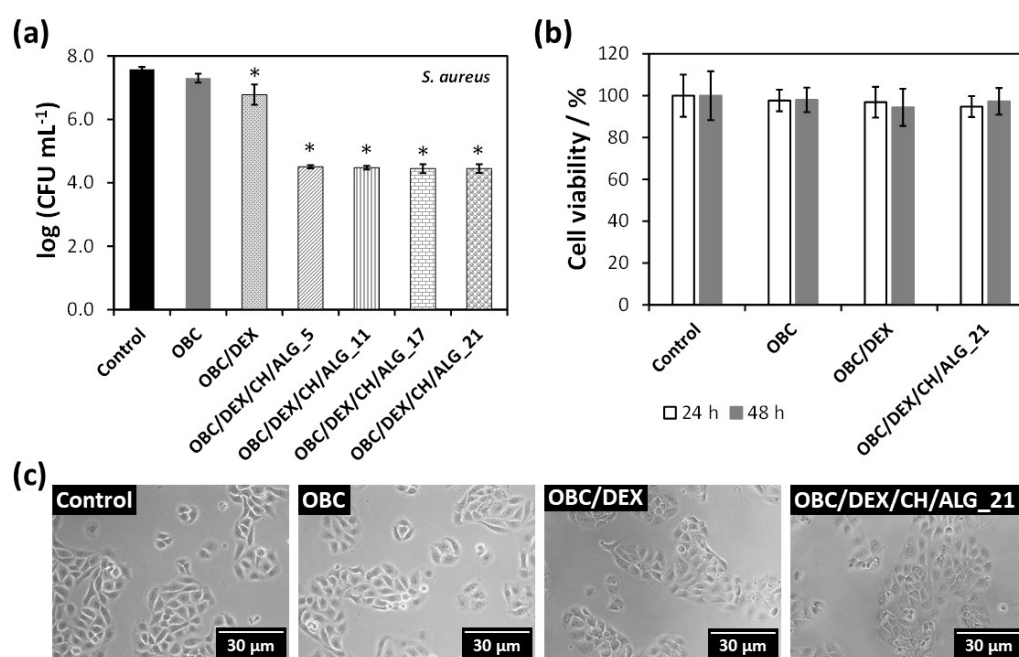 (a)
log (CFU mL⁻¹)
8.0
6.0
4.0
2.0
0.0
S. aureus
*
*
*
*
*
Control
OBC
OBC/DEX
OBC/DEX/CH/ALG_5
OBC/DEX/CH/ALG_11
OBC/DEX/CH/ALG_17
OBC/DEX/CH/ALG_21
(b)
Cell viability / %
120
100
80
60
40
20
0
Control
OBC
OBC/DEX
OBC/DEX/CH/ALG_21
24 h 48 h
(c)
Control
30 µm
OBC
30 µm
OBC/DEX
30 µm
OBC/DEX/CH/ALG_21
30 µm